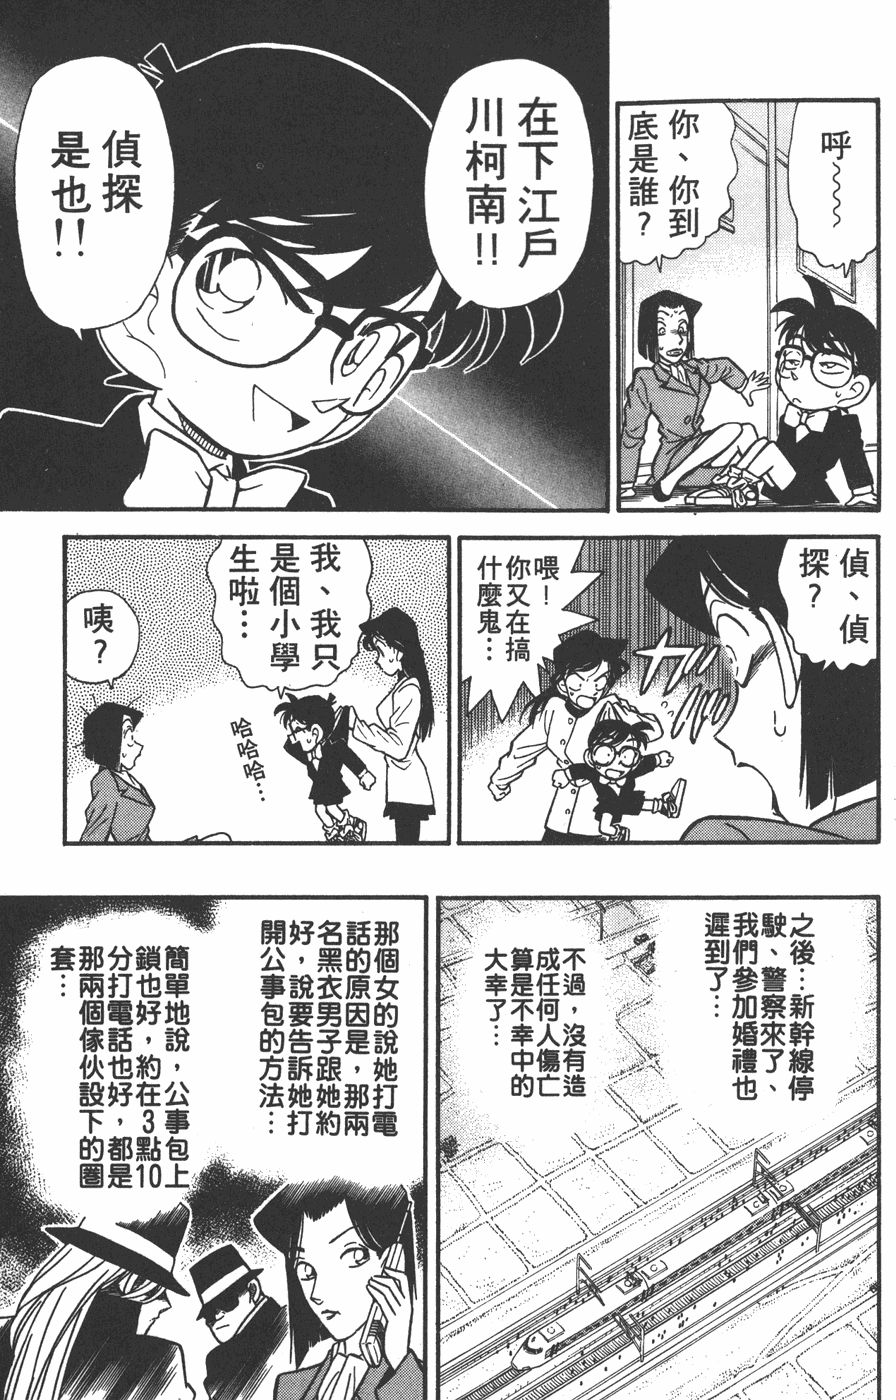 呼～～～
你、你到
底是誰？
在下江戶
川柯南!!
偵探
是也!!
偵、偵
探？
喂！
你又在搞
什麼鬼…
我、我只
是個小學
生啦…
哈哈哈…
咦？
之後…新幹線停
駛、警察來了、
我們參加婚禮也
遲到了…
不過，沒有造
成任何人傷亡
算是不幸中的
大幸了…
那個女的說她打電
話的原因是，那兩
名黑衣男子跟她約
好，說要告訴她打
開公事包的方法…
簡單地說，公事包上
鎖也好，約在3點10
分打電話也好，都是
那兩個傢伙設下的圈
套…